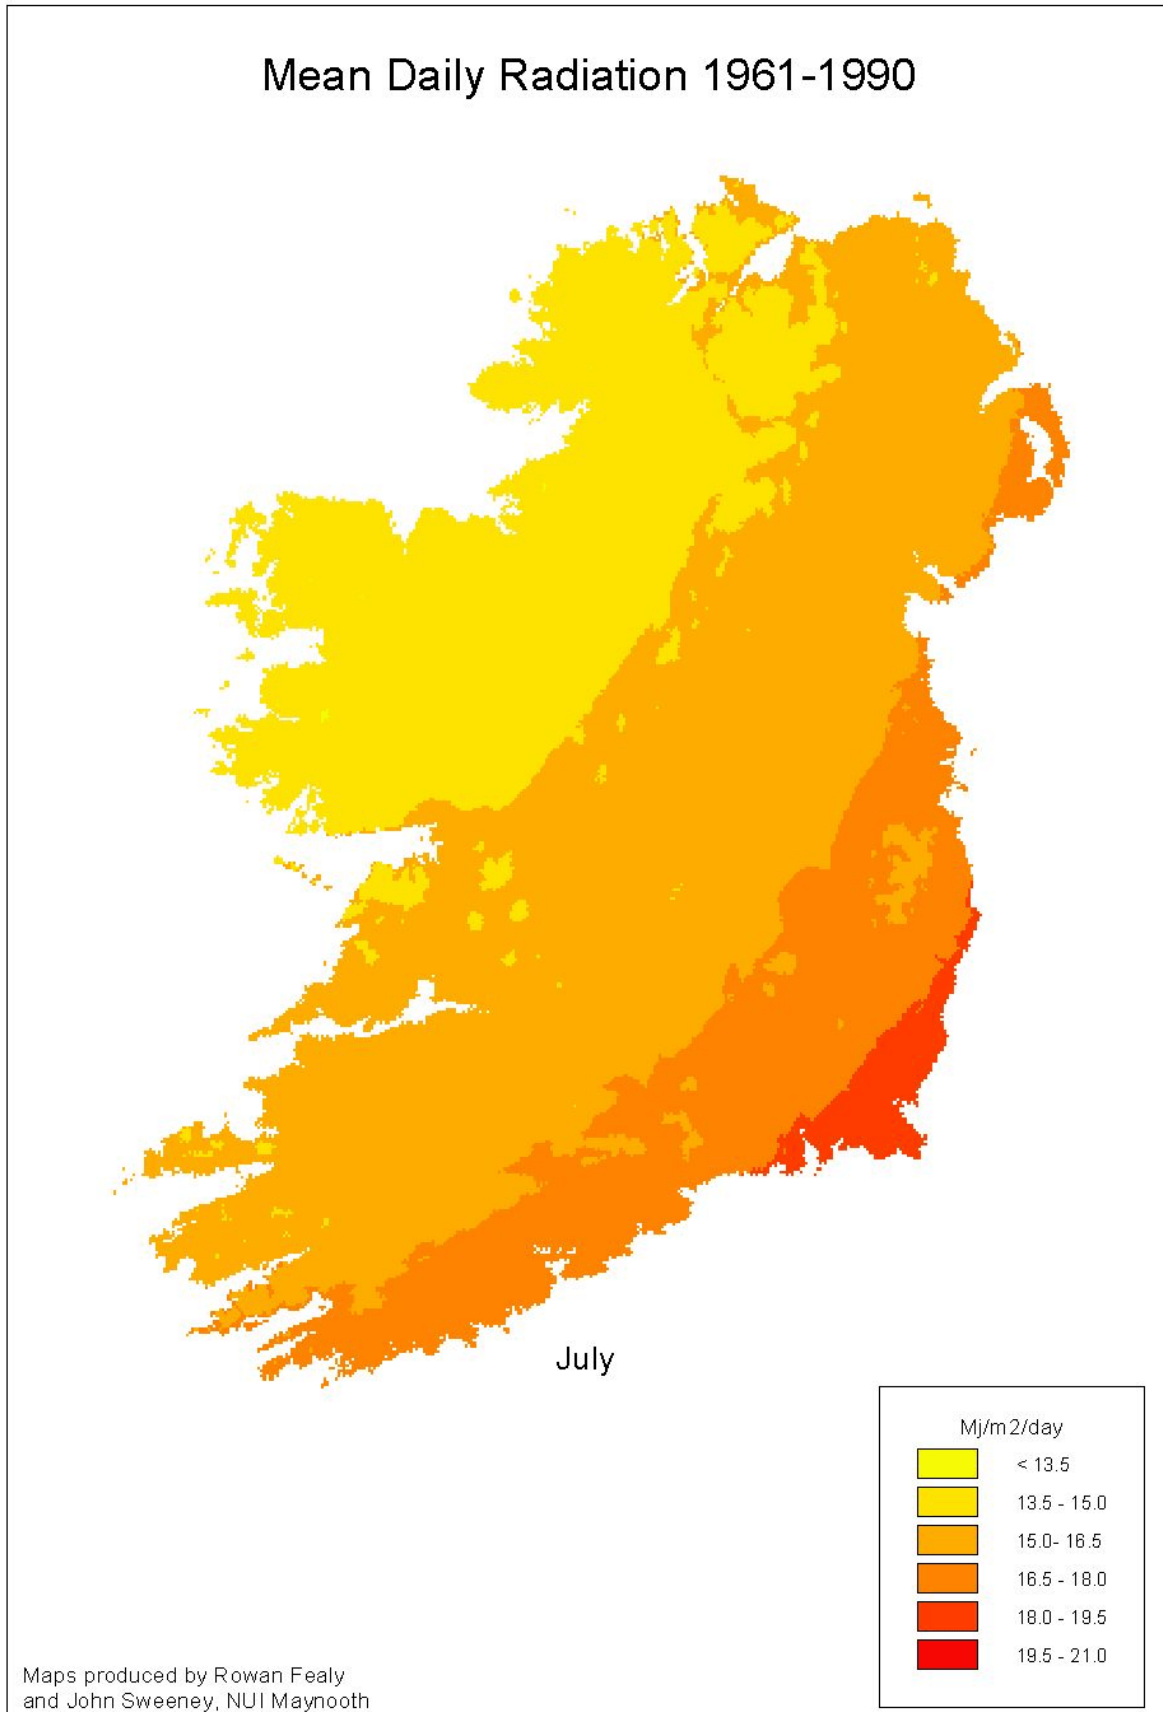 Mean Daily Radiation 1961-1990
July
Mj/m2/day
< 13.5
13.5 - 15.0
15.0- 16.5
16.5 - 18.0
18.0 - 19.5
19.5 - 21.0
Maps produced by Rowan Fealy
and John Sweeney, NUI Maynooth